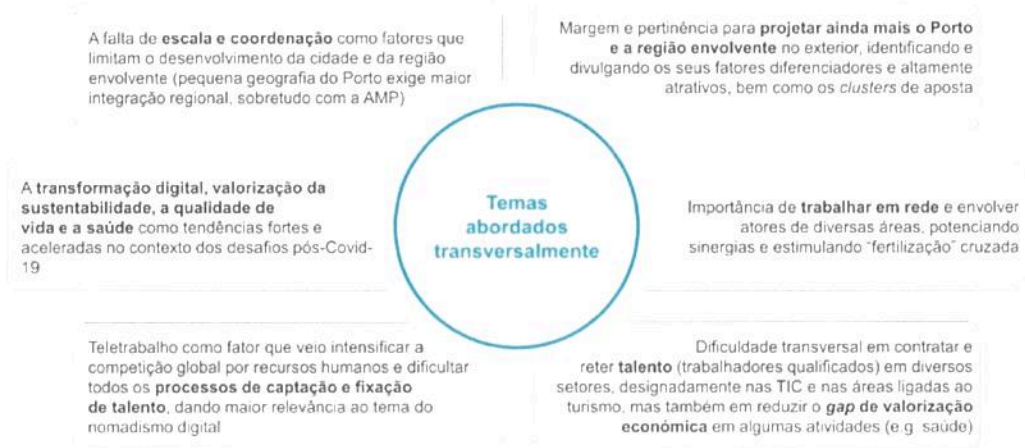 A falta de escala e coordenação como fatores que
limitam o desenvolvimento da cidade e da região
envolvente (pequena geografia do Porto exige maior
integração regional, sobretudo com a AMP)
Margem e pertinência para projetar ainda mais o Porto
e a região envolvente no exterior, identificando e
divulgando os seus fatores diferenciadores e altamente
atrativos, bem como os clusters de aposta
A transformação digital, valorização da
sustentabilidade, a qualidade de
vida e a saúde como tendências fortes e
aceleradas no contexto dos desafios pós-Covid-
19
Temas
abordados
transversalmente
Importância de trabalhar em rede e envolver
atores de diversas áreas, potenciando
sinergias e estimulando "fertilização" cruzada
Teletrabalho como fator que veio intensificar a
competição global por recursos humanos e dificultar
todos os processos de captação e fixação
de talento, dando maior relevância ao tema do
nomadismo digital
Dificuldade transversal em contratar e
reter talento (trabalhadores qualificados) em diversos
setores, designadamente nas TIC e nas áreas ligadas ao
turismo, mas também em reduzir o gap de valorização
económica em algumas atividades (e.g. saúde)